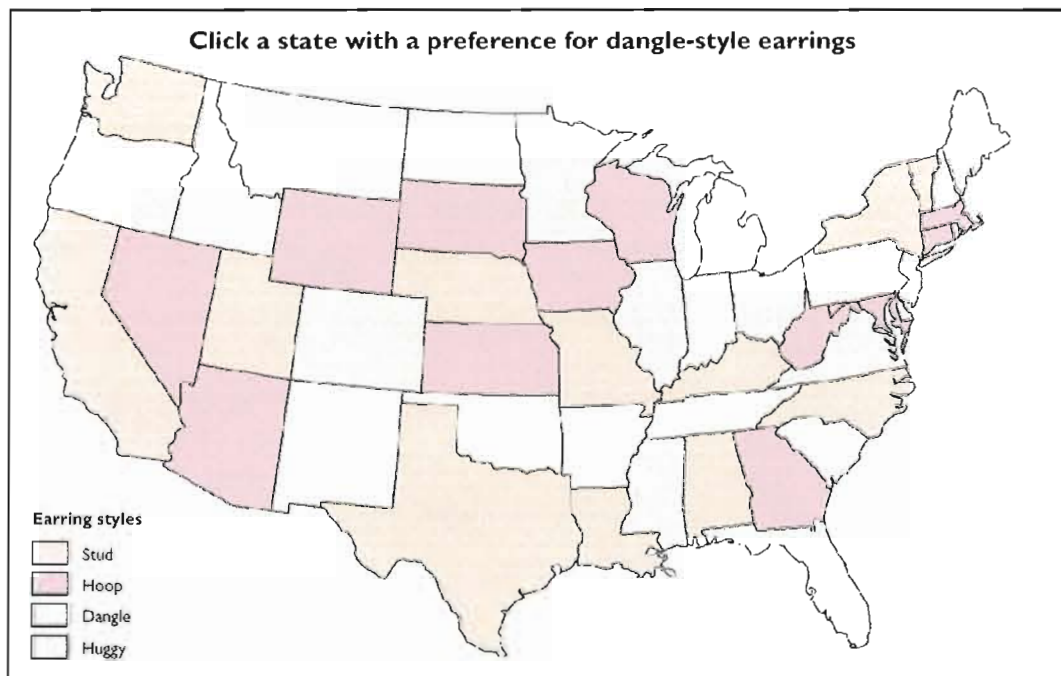 Click a state with a preference for dangle-style earrings
Earring styles
Stud
Hoop
Dangle
Huggy